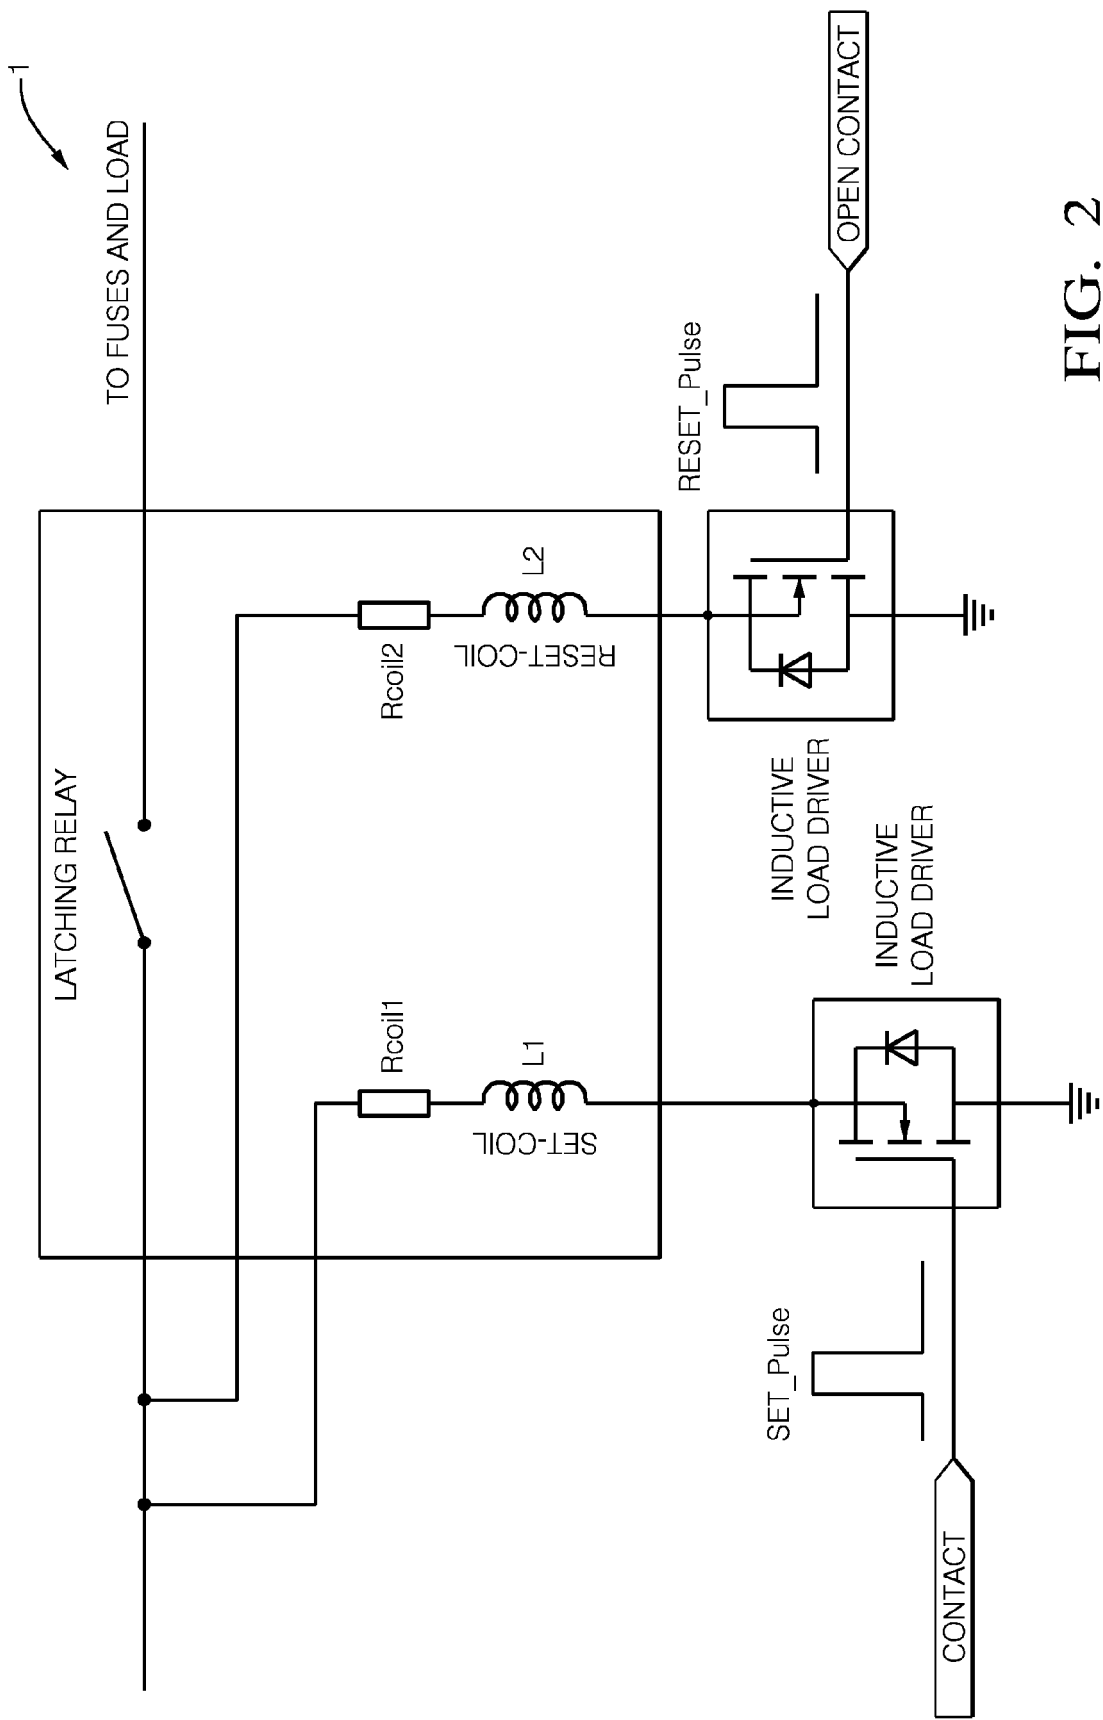 1
TO FUSES AND LOAD
LATCHING RELAY
Rcoil1
Rcoil2
SET-COIL
L1
RESET-COIL
L2
SET_Pulse
RESET_Pulse
INDUCTIVE
LOAD DRIVER
INDUCTIVE
LOAD DRIVER
CONTACT
OPEN CONTACT
FIG. 2